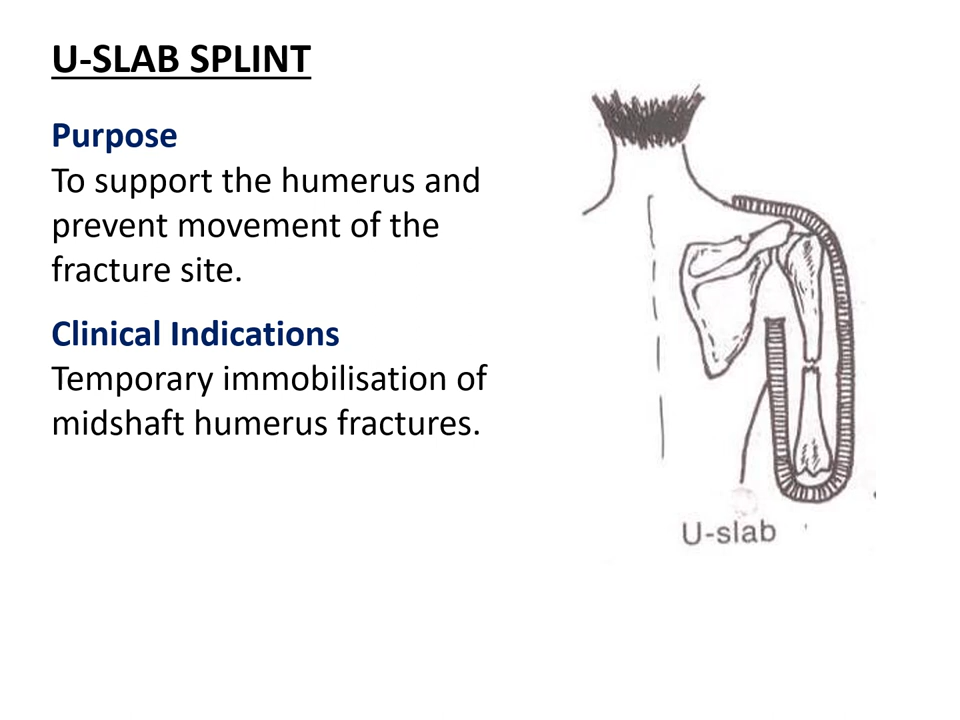 U-SLAB SPLINT
Purpose
To support the humerus and
prevent movement of the
fracture site.
Clinical Indications
Temporary immobilisation of
midshaft humerus fractures.
U-slab